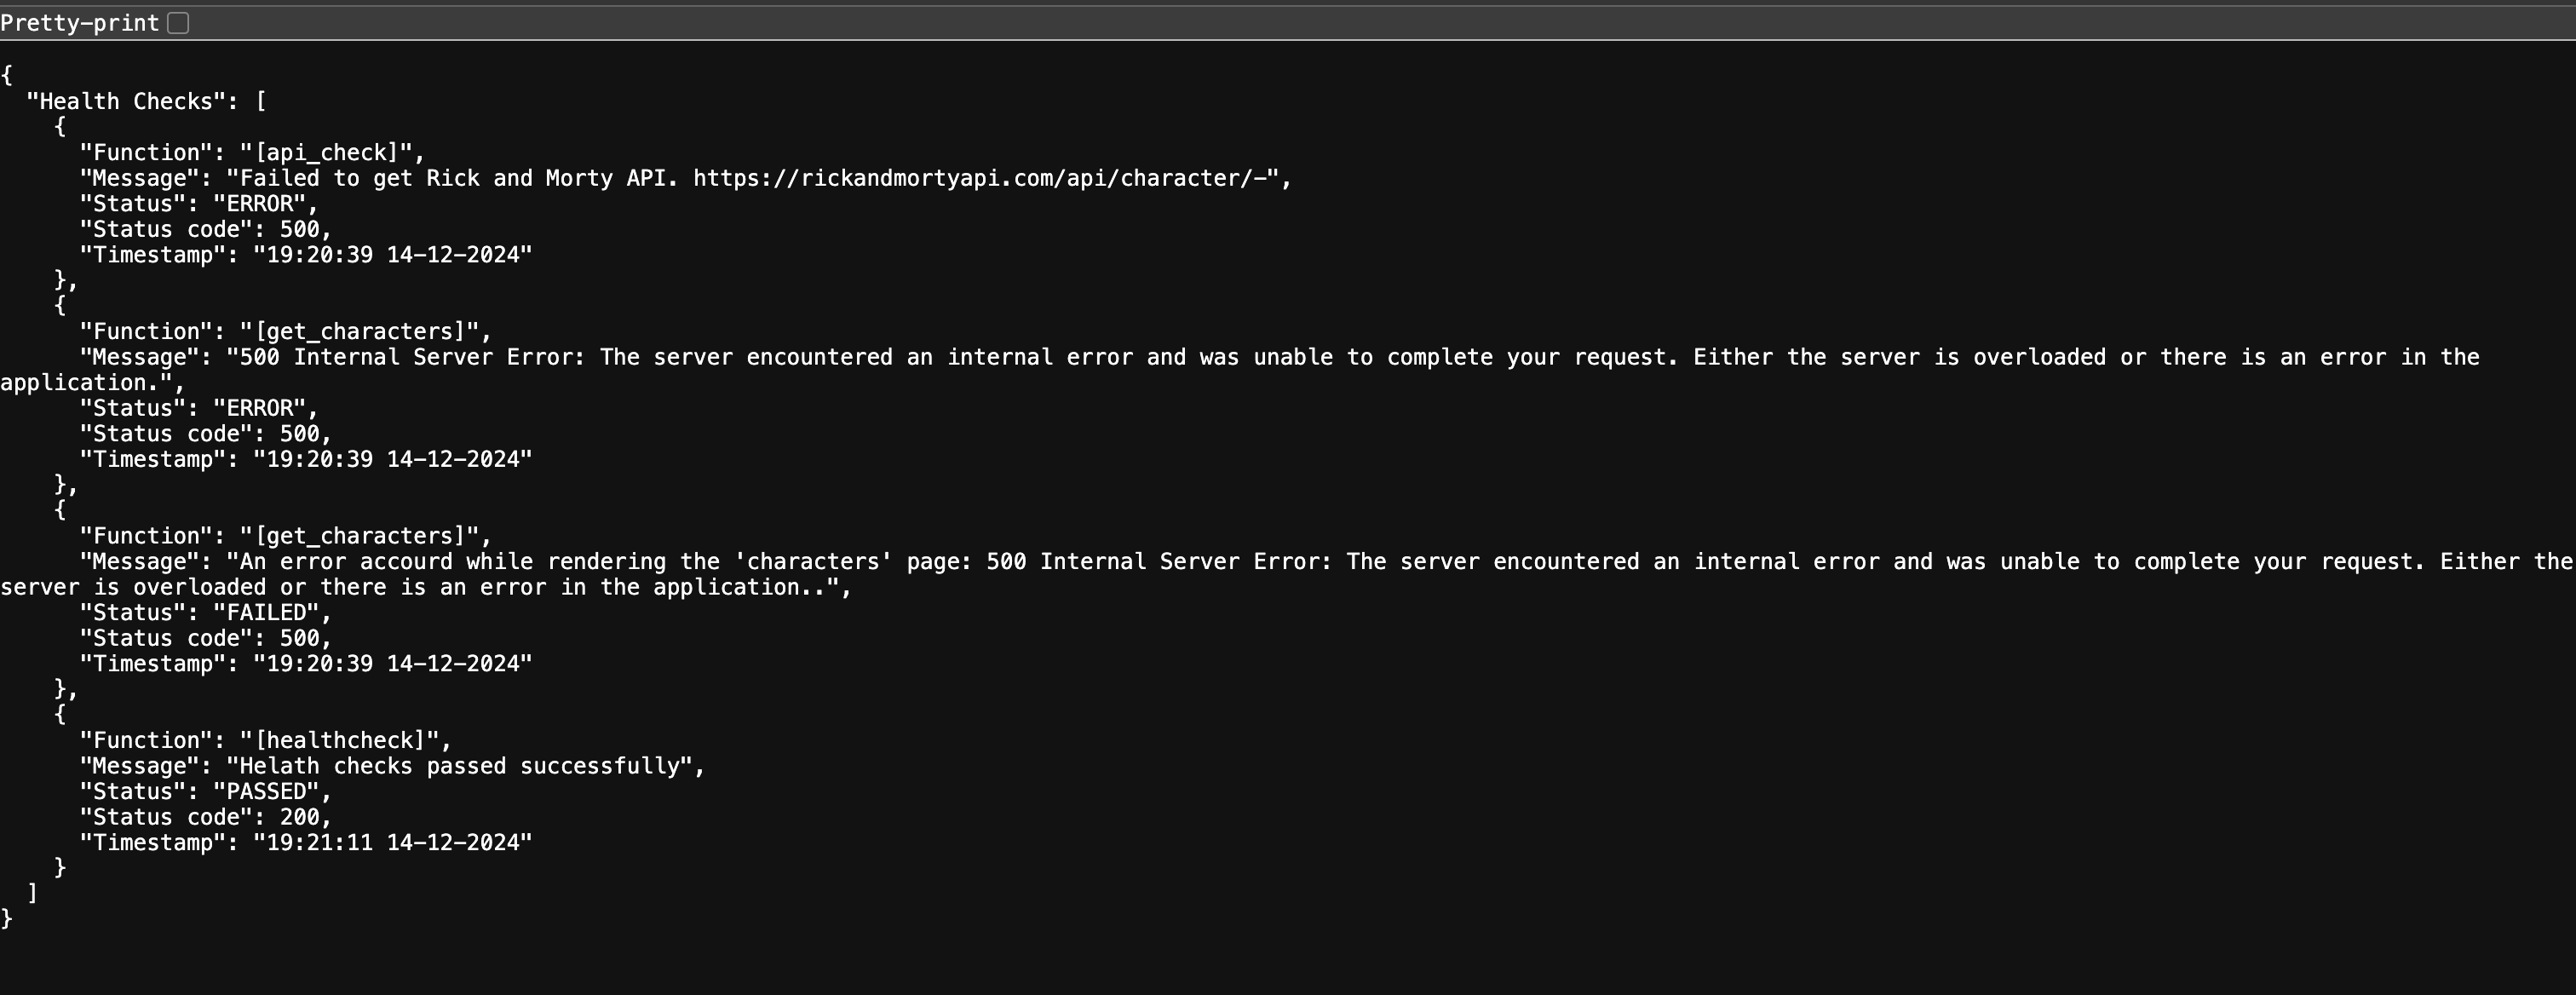 Pretty-print
{
  "Health Checks": [
    {
      "Function": "[api_check]",
      "Message": "Failed to get Rick and Morty API. https://rickandmortyapi.com/api/character/-",
      "Status": "ERROR",
      "Status code": 500,
      "Timestamp": "19:20:39 14-12-2024"
    },
    {
      "Function": "[get_characters]",
      "Message": "500 Internal Server Error: The server encountered an internal error and was unable to complete your request. Either the server is overloaded or there is an error in the
application.",
      "Status": "ERROR",
      "Status code": 500,
      "Timestamp": "19:20:39 14-12-2024"
    },
    {
      "Function": "[get_characters]",
      "Message": "An error accourd while rendering the 'characters' page: 500 Internal Server Error: The server encountered an internal error and was unable to complete your request. Either the
server is overloaded or there is an error in the application..",
      "Status": "FAILED",
      "Status code": 500,
      "Timestamp": "19:20:39 14-12-2024"
    },
    {
      "Function": "[healthcheck]",
      "Message": "Helath checks passed successfully",
      "Status": "PASSED",
      "Status code": 200,
      "Timestamp": "19:21:11 14-12-2024"
    }
  ]
}